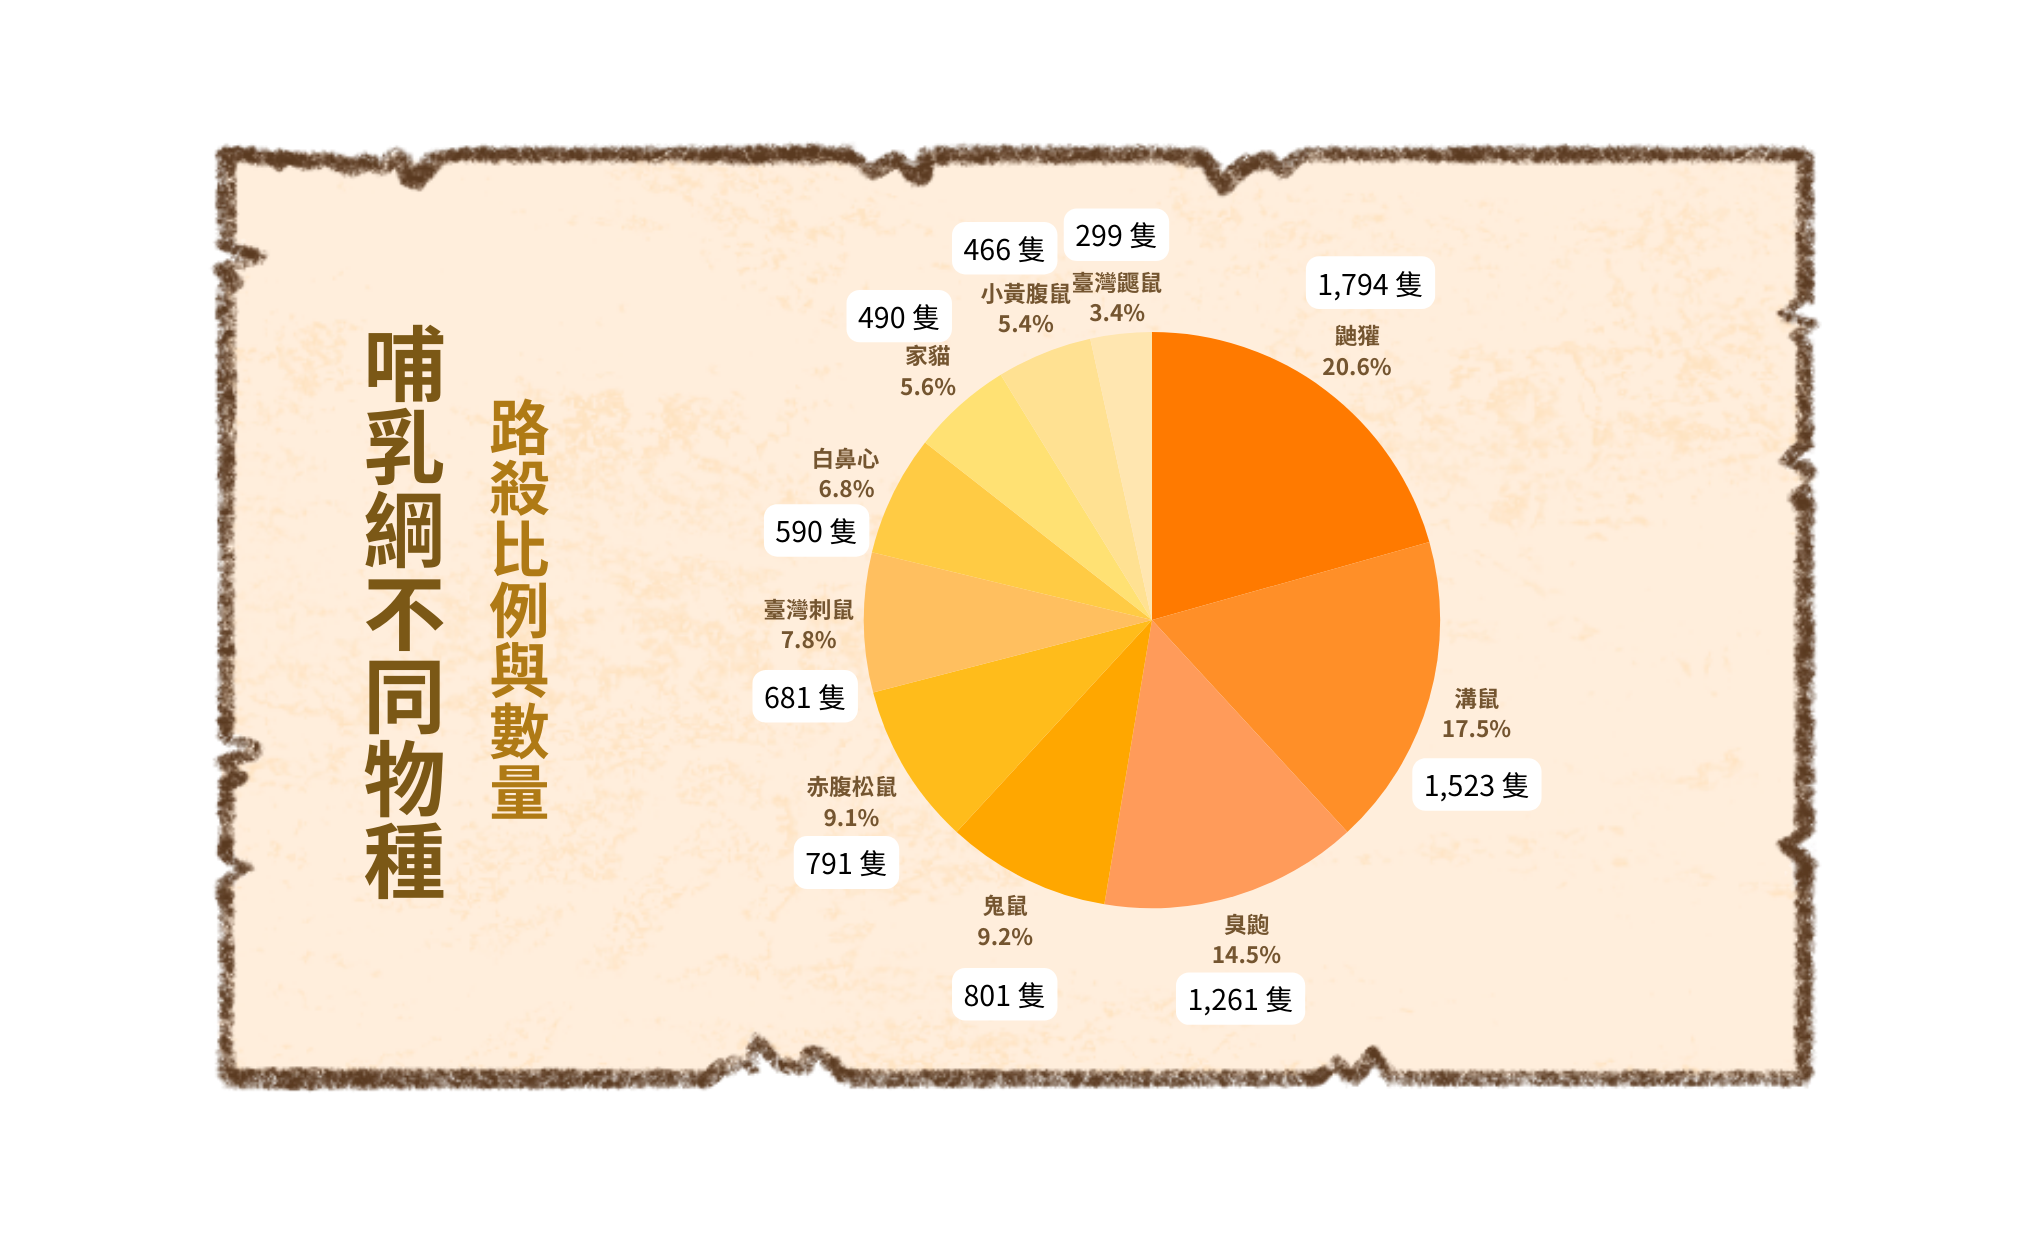 哺乳綱不同物種
路殺比例與數量
1,794 隻
鼬獾
20.6%
溝鼠
17.5%
1,523 隻
臭鼩
14.5%
1,261 隻
鬼鼠
9.2%
801 隻
赤腹松鼠
9.1%
791 隻
臺灣刺鼠
7.8%
681 隻
白鼻心
6.8%
590 隻
490 隻
家貓
5.6%
466 隻
小黃腹鼠
5.4%
299 隻
臺灣鼴鼠
3.4%